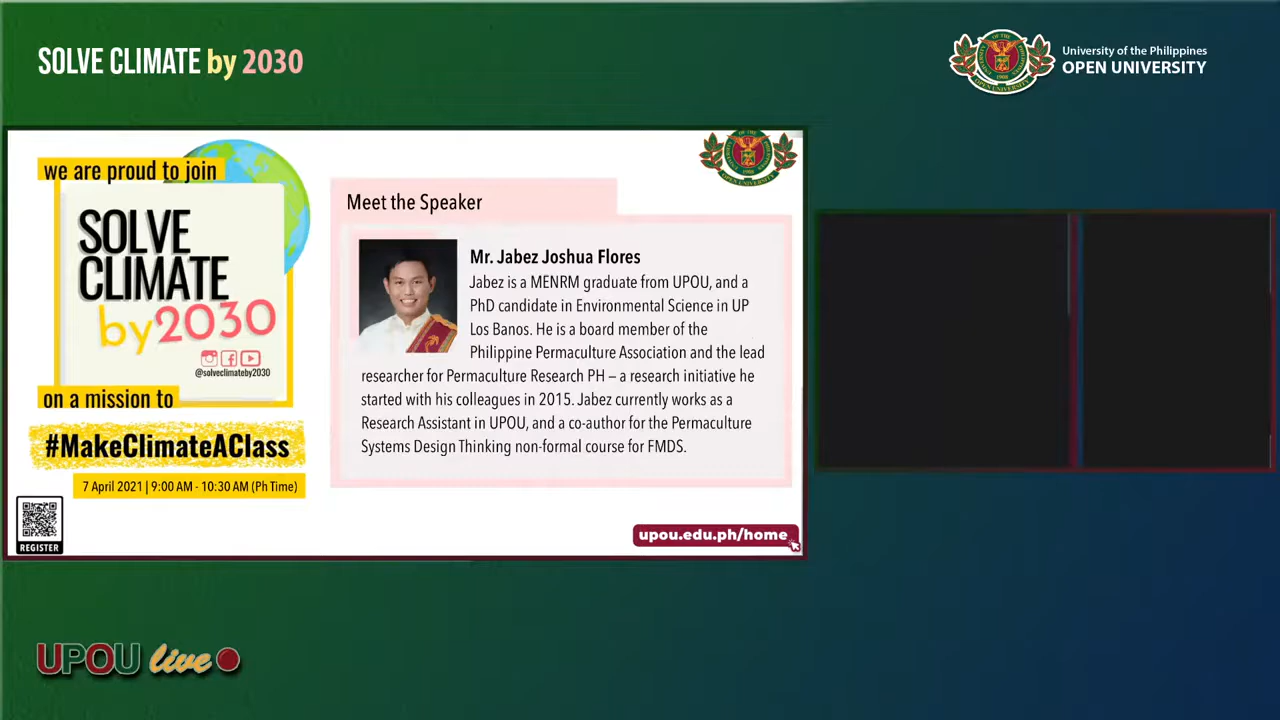 SOLVE CLIMATE by 2030
University of the Philippines
OPEN UNIVERSITY
we are proud to join
SOLVE
CLIMATE
by2030
@solveclimateby2030
on a mission to
#MakeClimateAClass
7 April 2021 | 9:00 AM - 10:30 AM (Ph Time)
REGISTER
Meet the Speaker
Mr. Jabez Joshua Flores
Jabez is a MENRM graduate from UPOU, and a
PhD candidate in Environmental Science in UP
Los Banos. He is a board member of the
Philippine Permaculture Association and the lead
researcher for Permaculture Research PH – a research initiative he
started with his colleagues in 2015. Jabez currently works as a
Research Assistant in UPOU, and a co-author for the Permaculture
Systems Design Thinking non-formal course for FMDS.
upou.edu.ph/home
UPOU live